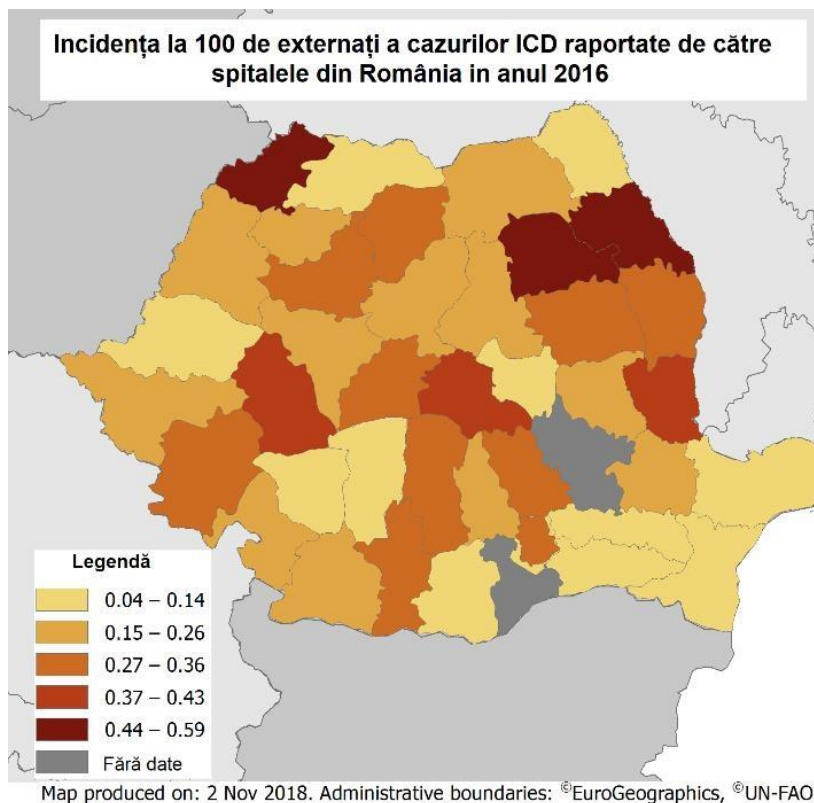 Incidența la 100 de externați a cazurilor ICD raportate de către
spitalele din România in anul 2016
Legendă
0.04 – 0.14
0.15 – 0.26
0.27 – 0.36
0.37 – 0.43
0.44 – 0.59
Fără date
Map produced on: 2 Nov 2018. Administrative boundaries: ©EuroGeographics, ©UN-FAO